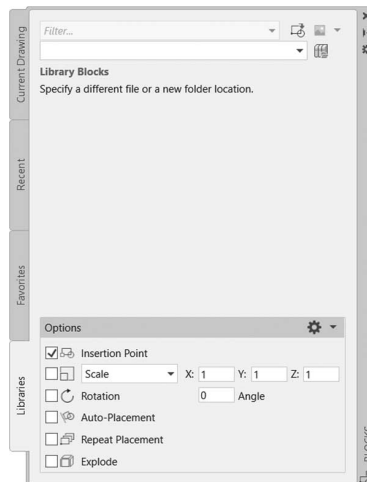 Filter...
Library Blocks
Specify a different file or a new folder location.
Current Drawing
Recent
Favorites
Libraries
Options
Insertion Point
Scale X: 1 Y: 1 Z: 1
Rotation 0 Angle
Auto-Placement
Repeat Placement
Explode
BLOCKS